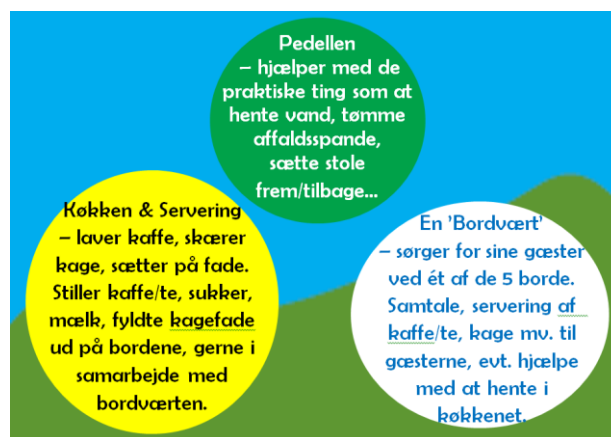 Pedellen
– hjælper med de
praktiske ting som at
hente vand, tømme
affaldsspande,
sætte stole
frem/tilbage...
Køkken & Servering
– laver kaffe, skærer
kage, sætter på fade.
Stiller kaffe/te, sukker,
mælk, fyldte kagefade
ud på bordene, gerne i
samarbejde med
bordværten.
En 'Bordvært'
– sørger for sine gæster
ved ét af de 5 borde.
Samtale, servering af
kaffe/te, kage mv. til
gæsterne, evt. hjælpe
med at hente i
køkkenet.